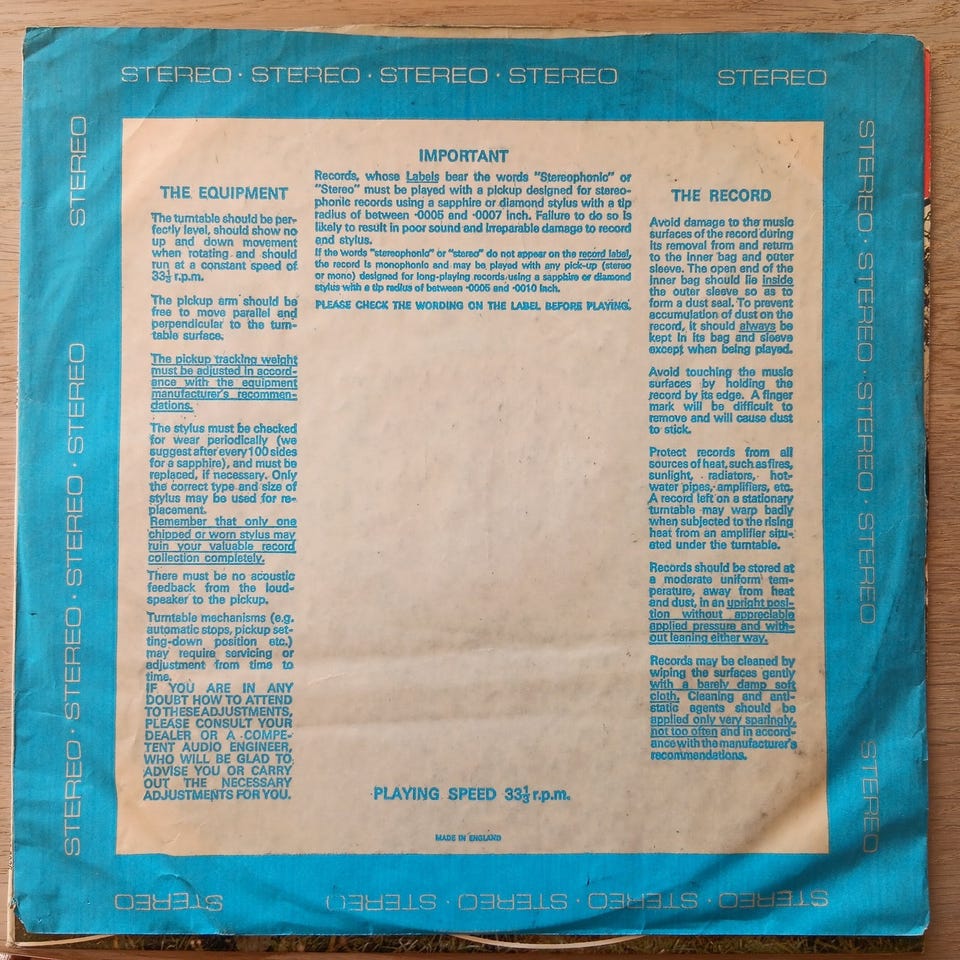 STEREO · STEREO · STEREO · STEREO STEREO
IMPORTANT
Records, whose Labels bear the words "Stereophonic" or
"Stereo" must be played with a pickup designed for stereo-
phonic records using a sapphire or diamond stylus with a tip
radius of between ·0005 and ·0007 inch. Failure to do so is
likely to result in poor sound and irreparable damage to record
and stylus.
If the words "stereophonic" or "stereo" do not appear on the record label,
the record is monophonic and may be played with any pick-up (stereo
or mono) designed for long-playing records using a sapphire or diamond
stylus with a tip radius of between ·0005 and ·0010 inch.
PLEASE CHECK THE WORDING ON THE LABEL BEFORE PLAYING.
THE EQUIPMENT
The turntable should be per-
fectly level, should show no
up and down movement
when rotating and should
run at a constant speed of
33⅓ r.p.m.
The pickup arm should be
free to move parallel and
perpendicular to the turn-
table surface.
The pickup tracking weight
must be adjusted in accord-
ance with the equipment
manufacturer's recommen-
dations.
The stylus must be checked
for wear periodically (we
suggest after every 100 sides
for a sapphire), and must be
replaced, if necessary. Only
the correct type and size of
stylus may be used for re-
placement.
Remember that only one
chipped or worn stylus may
ruin your valuable record
collection completely.
There must be no acoustic
feedback from the loud-
speaker to the pickup.
Turntable mechanisms (e.g.
automatic stops, pickup set-
ting-down position etc.)
may require servicing or
adjustment from time to
time.
IF YOU ARE IN ANY
DOUBT HOW TO ATTEND
TO THESE ADJUSTMENTS,
PLEASE CONSULT YOUR
DEALER OR A COMPE-
TENT AUDIO ENGINEER,
WHO WILL BE GLAD TO
ADVISE YOU OR CARRY
OUT THE NECESSARY
ADJUSTMENTS FOR YOU.
THE RECORD
Avoid damage to the music
surfaces of the record during
its removal from and return
to the inner bag and outer
sleeve. The open end of the
inner bag should lie inside
the outer sleeve so as to
form a dust seal. To prevent
accumulation of dust on the
record, it should always be
kept in its bag and sleeve
except when being played.
Avoid touching the music
surfaces by holding the
record by its edge. A finger
mark will be difficult to
remove and will cause dust
to stick.
Protect records from all
sources of heat, such as fires,
sunlight, radiators, hot-
water pipes, amplifiers, etc.
A record left on a stationary
turntable may warp badly
when subjected to the rising
heat from an amplifier situ-
ated under the turntable.
Records should be stored at
a moderate uniform tem-
perature, away from heat
and dust, in an upright posi-
tion without appreciable
applied pressure and with-
out leaning either way.
Records may be cleaned by
wiping the surfaces gently
with a barely damp soft
cloth. Cleaning and anti-
static agents should be
applied only very sparingly,
not too often and in accord-
ance with the manufacturer's
recommendations.
PLAYING SPEED 33⅓ r.p.m.
MADE IN ENGLAND
STEREO · STEREO · STEREO · STEREO STEREO
STEREO · STEREO · STEREO · STEREO STEREO
STEREO · STEREO · STEREO · STEREO STEREO